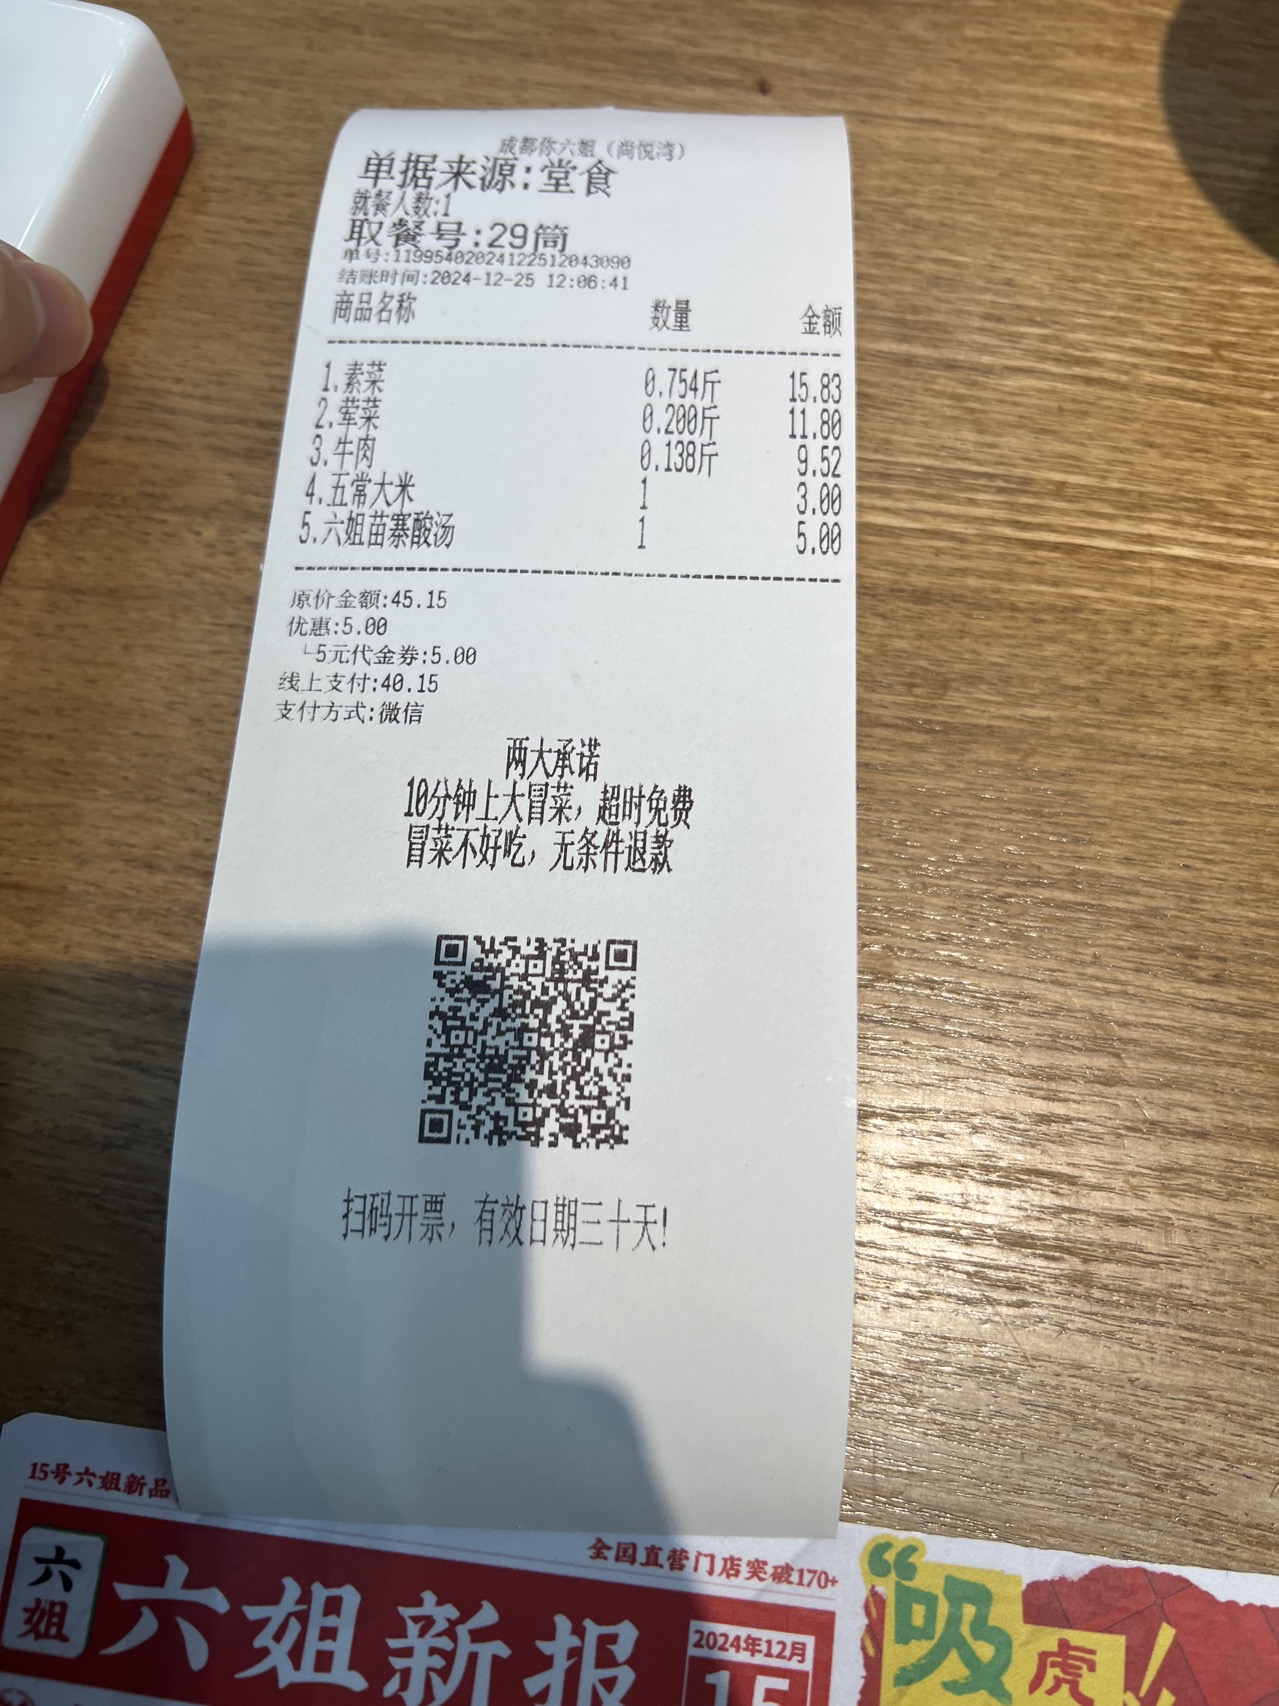 成都你六姐（尚悦湾）
单据来源:堂食
就餐人数:1
取餐号:29筒
单号:11995402024122512043090
结账时间:2024-12-25 12:06:41
商品名称 数量 金额
1.素菜 0.754斤 15.83
2.荤菜 0.200斤 11.80
3.牛肉 0.138斤 9.52
4.五常大米 1 3.00
5.六姐苗寨酸汤 1 5.00
原价金额:45.15
优惠:5.00
└5元代金券:5.00
线上支付:40.15
支付方式:微信
两大承诺
10分钟上大冒菜，超时免费
冒菜不好吃，无条件退款
扫码开票，有效日期三十天!
15号六姐新品
全国直营门店突破170+
六姐
六姐新报
2024年12月
15
“吸
虎